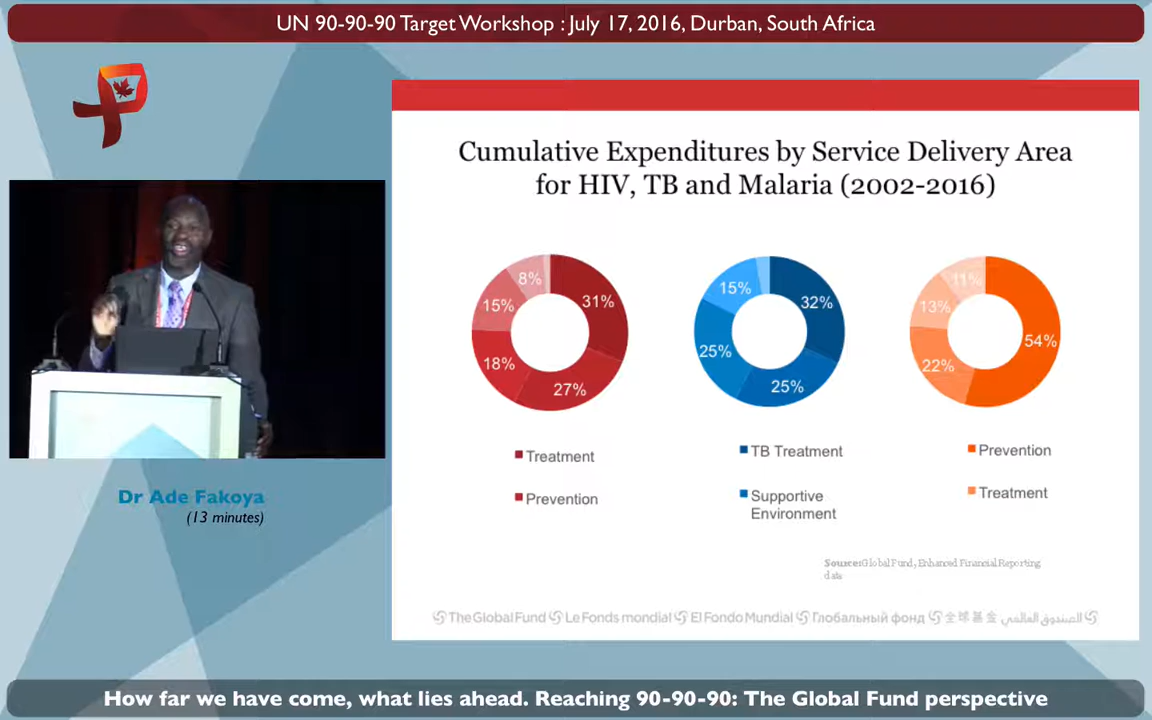 UN 90-90-90 Target Workshop : July 17, 2016, Durban, South Africa
Cumulative Expenditures by Service Delivery Area
for HIV, TB and Malaria (2002-2016)
8%
31%
15%
18%
27%
15%
32%
25%
25%
11%
13%
54%
22%
Treatment
Prevention
TB Treatment
Supportive
Environment
Prevention
Treatment
Source:Global Fund, Enhanced Financial Reporting
data
The Global Fund Le Fonds mondial El Fondo Mundial Глобальный фонд 全球基金 الصندوق العالمي
Dr Ade Fakoya
(13 minutes)
How far we have come, what lies ahead. Reaching 90-90-90: The Global Fund perspective